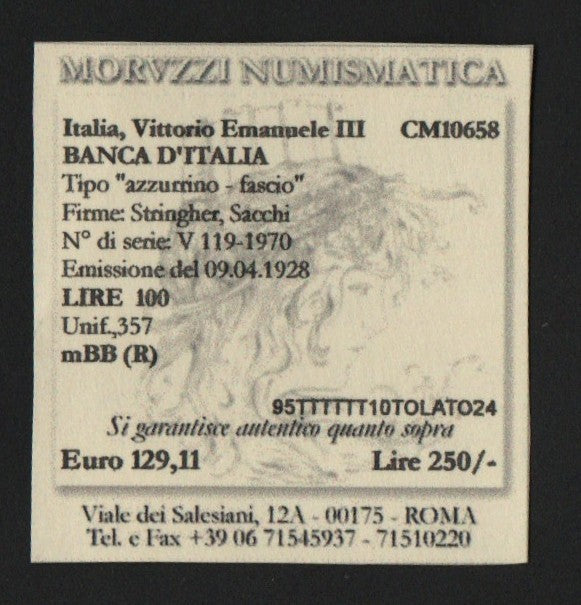 MORVZZI NUMISMATICA
Italia, Vittorio Emanuele III CM10658
BANCA D'ITALIA
Tipo "azzurrino - fascio"
Firme: Stringher, Sacchi
N° di serie: V 119-1970
Emissione del 09.04.1928
LIRE 100
Unif.,357
mBB (R)
95TTTTTT10TOLATO24
Si garantisce autentico quanto sopra
Euro 129,11 Lire 250/-
Viale dei Salesiani, 12A - 00175 - ROMA
Tel. e Fax +39 06 71545937 - 71510220